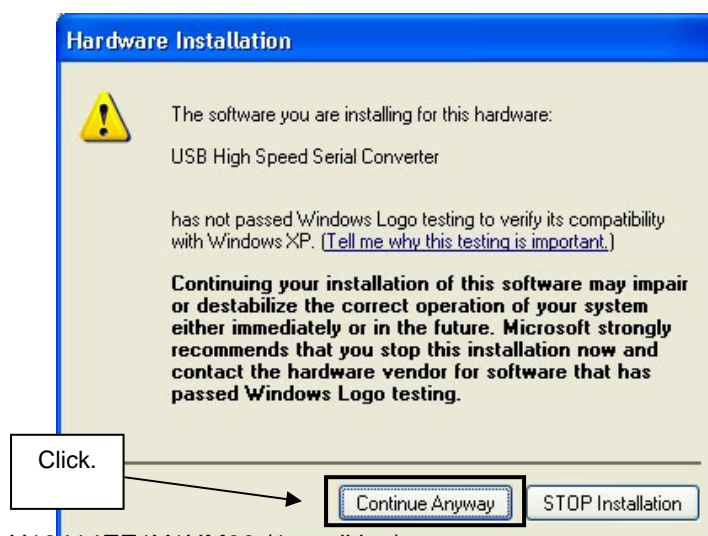 Hardware Installation
The software you are installing for this hardware:
USB High Speed Serial Converter
has not passed Windows Logo testing to verify its compatibility
with Windows XP. (Tell me why this testing is important.)
Continuing your installation of this software may impair
or destabilize the correct operation of your system
either immediately or in the future. Microsoft strongly
recommends that you stop this installation now and
contact the hardware vendor for software that has
passed Windows Logo testing.
Click.
Continue Anyway
STOP Installation